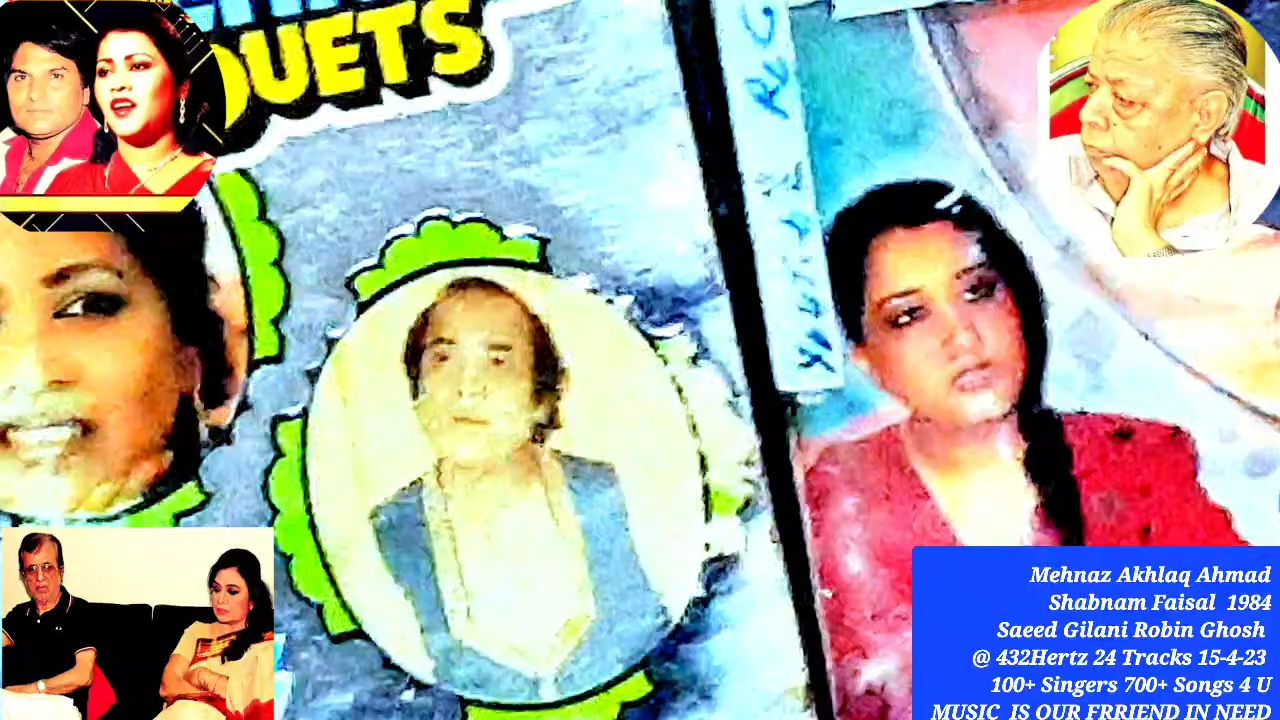 DUETS
Mehnaz Akhlaq Ahmad
Shabnam Faisal 1984
Saeed Gilani Robin Ghosh
@ 432Hertz 24 Tracks 15-4-23
100+ Singers 700+ Songs 4 U
MUSIC IS OUR FRRIEND IN NEED